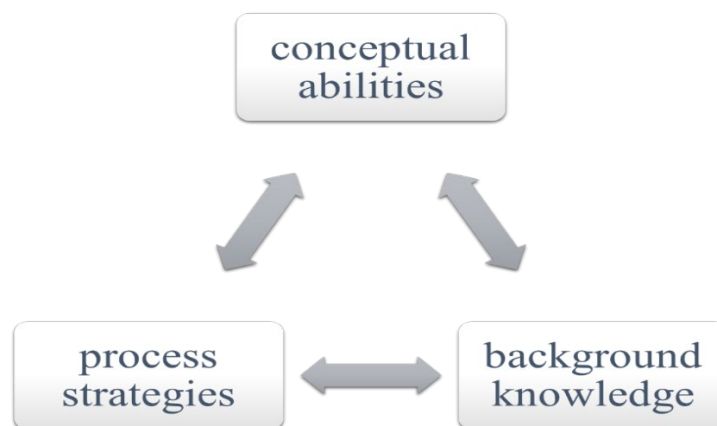 conceptual
abilities
process
strategies
background
knowledge